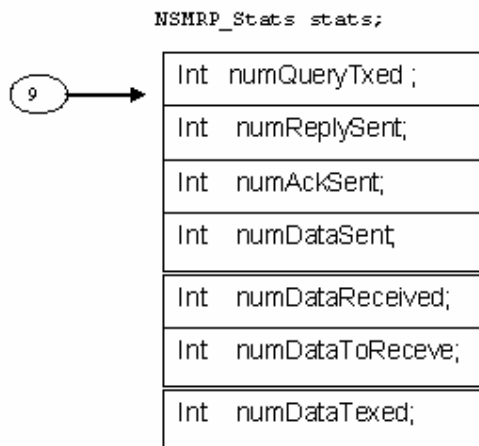 NSMRP_Stats stats;
9
Int numQueryTxed ;
Int numReplySent;
Int numAckSent;
Int numDataSent;
Int numDataReceived;
Int numDataToReceve;
Int numDataTexed;